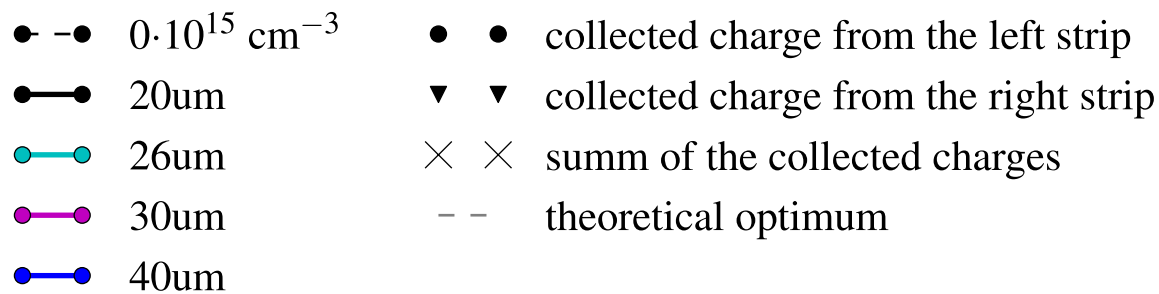 0·10¹⁵ cm⁻³
20um
26um
30um
40um
collected charge from the left strip
collected charge from the right strip
summ of the collected charges
theoretical optimum